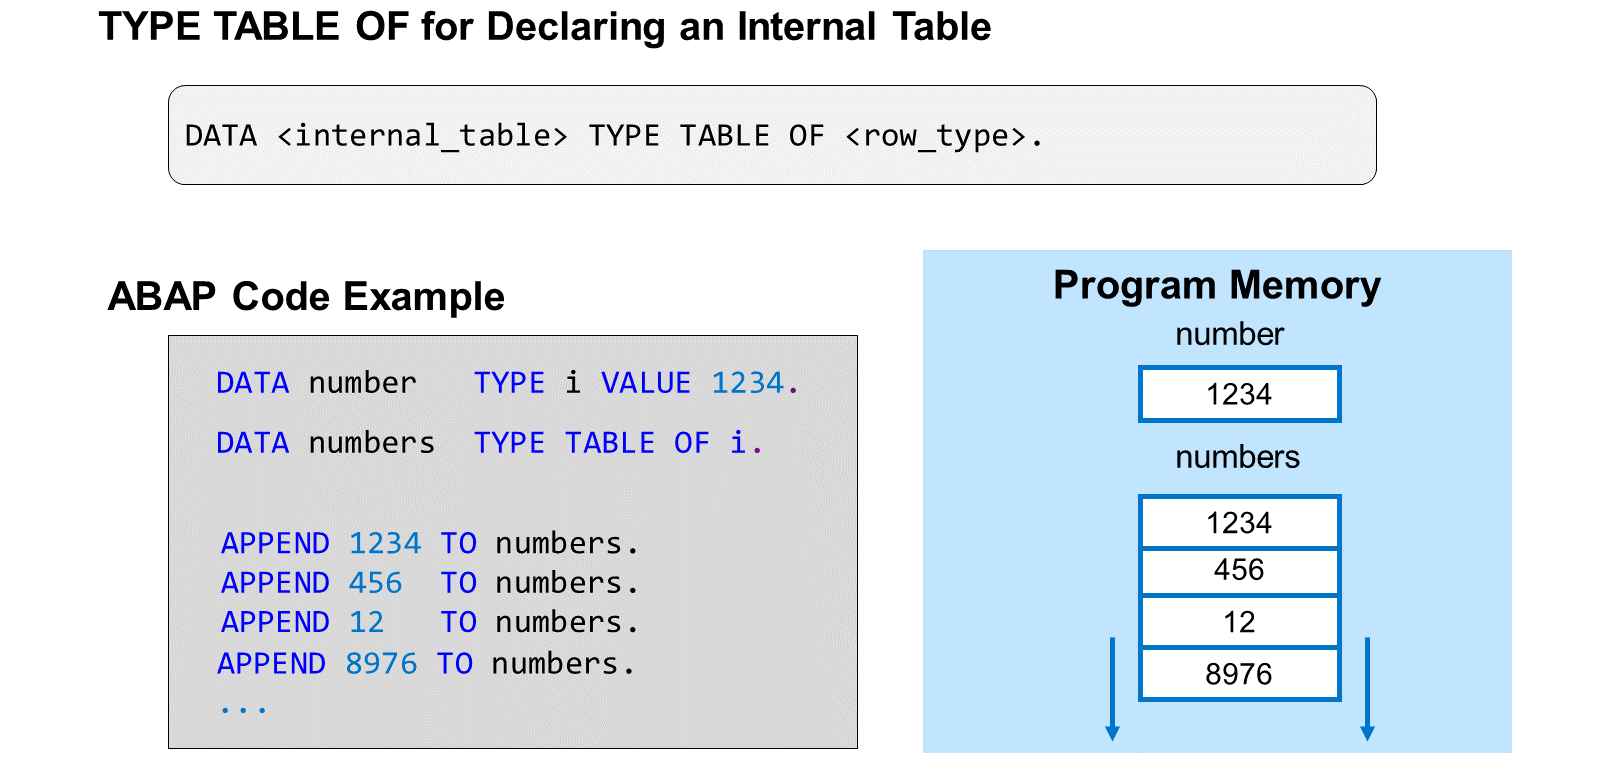 TYPE TABLE OF for Declaring an Internal Table
DATA <internal_table> TYPE TABLE OF <row_type>.
ABAP Code Example
DATA number TYPE i VALUE 1234.
DATA numbers TYPE TABLE OF i.
APPEND 1234 TO numbers.
APPEND 456 TO numbers.
APPEND 12 TO numbers.
APPEND 8976 TO numbers.
...
Program Memory
number
1234
numbers
1234
456
12
8976